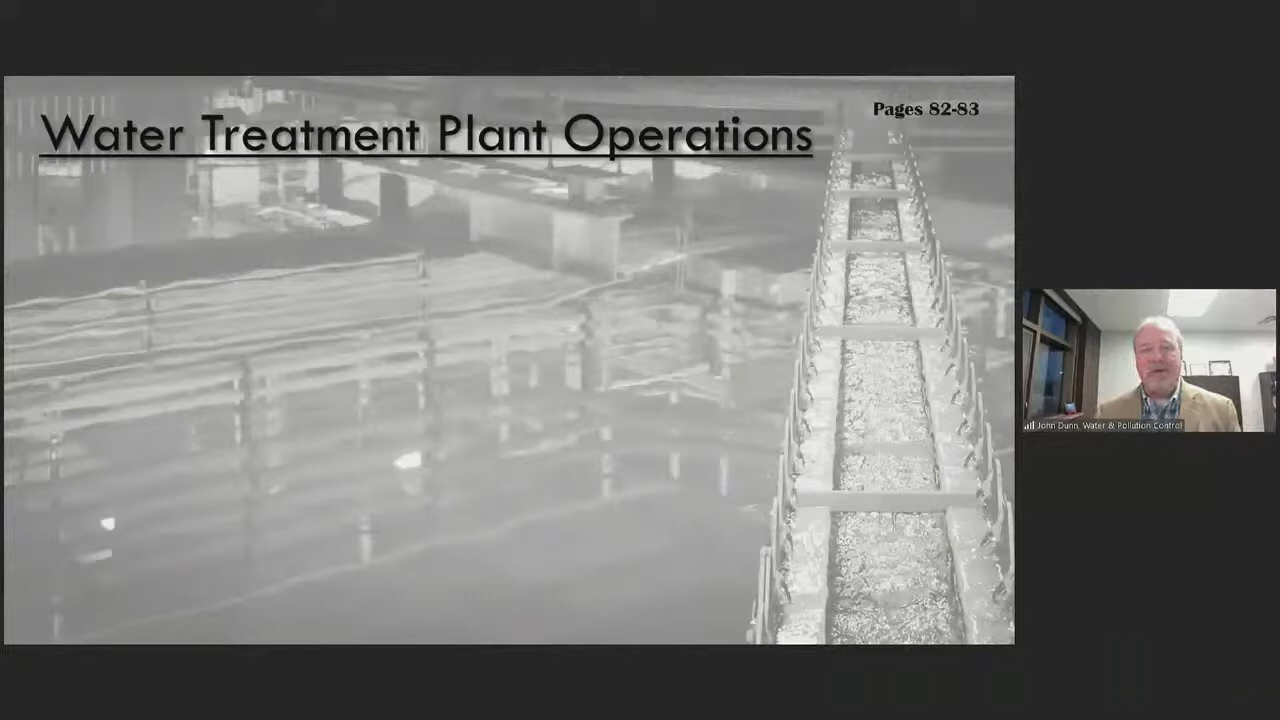 Water Treatment Plant Operations
Pages 82-83
John Dunn, Water & Pollution Control